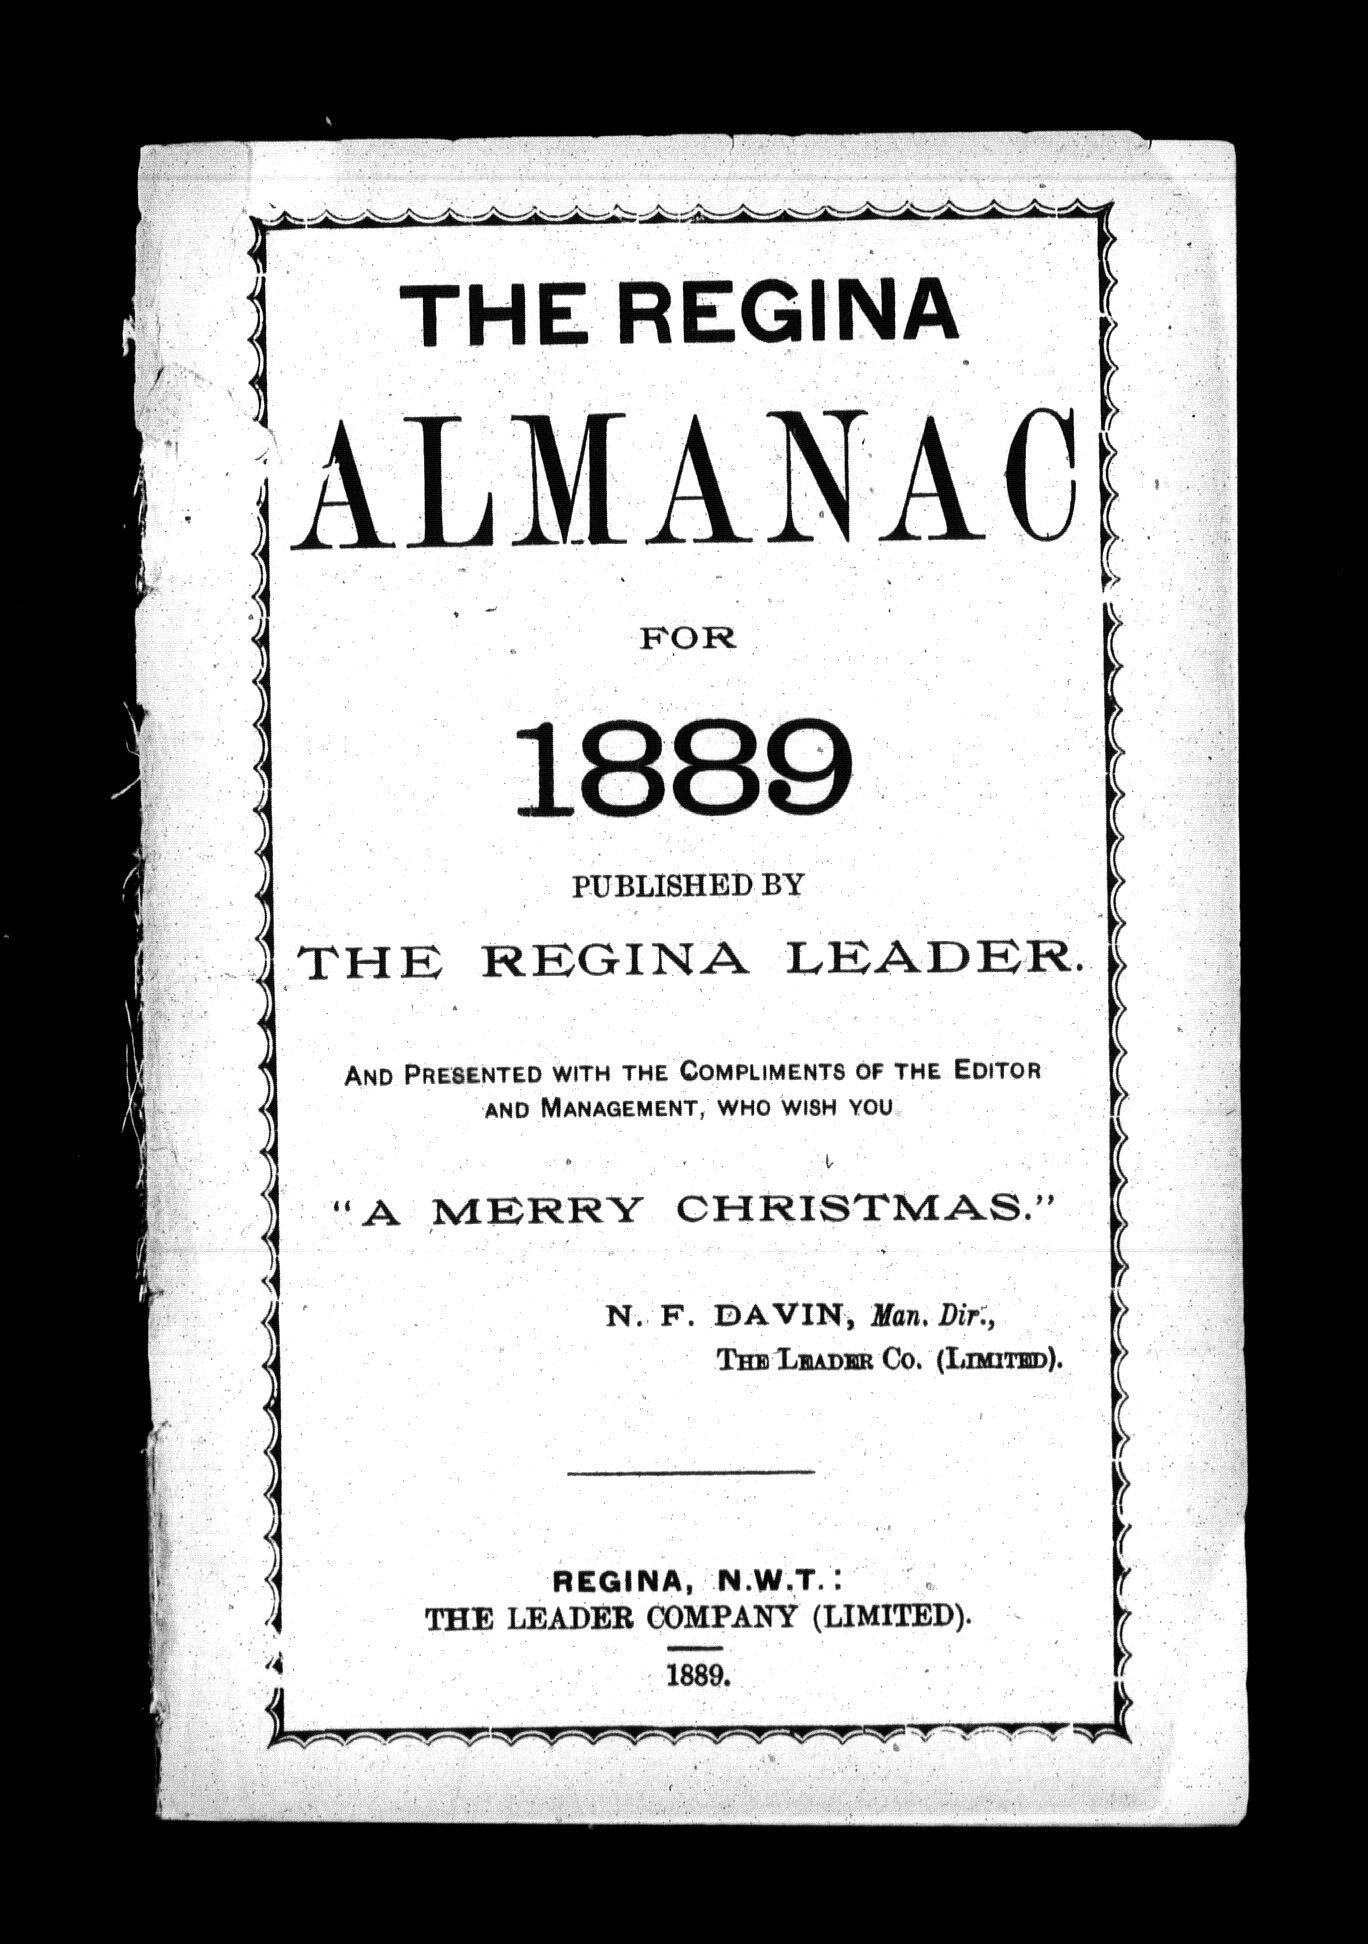 THE REGINA
ALMANAC
FOR
1889
PUBLISHED BY
THE REGINA LEADER.
AND PRESENTED WITH THE COMPLIMENTS OF THE EDITOR
AND MANAGEMENT, WHO WISH YOU
"A MERRY CHRISTMAS."
N. F. DAVIN, Man. Dir.,
THE LEADER CO. (LIMITED).
REGINA, N.W.T.:
THE LEADER COMPANY (LIMITED).
1889.